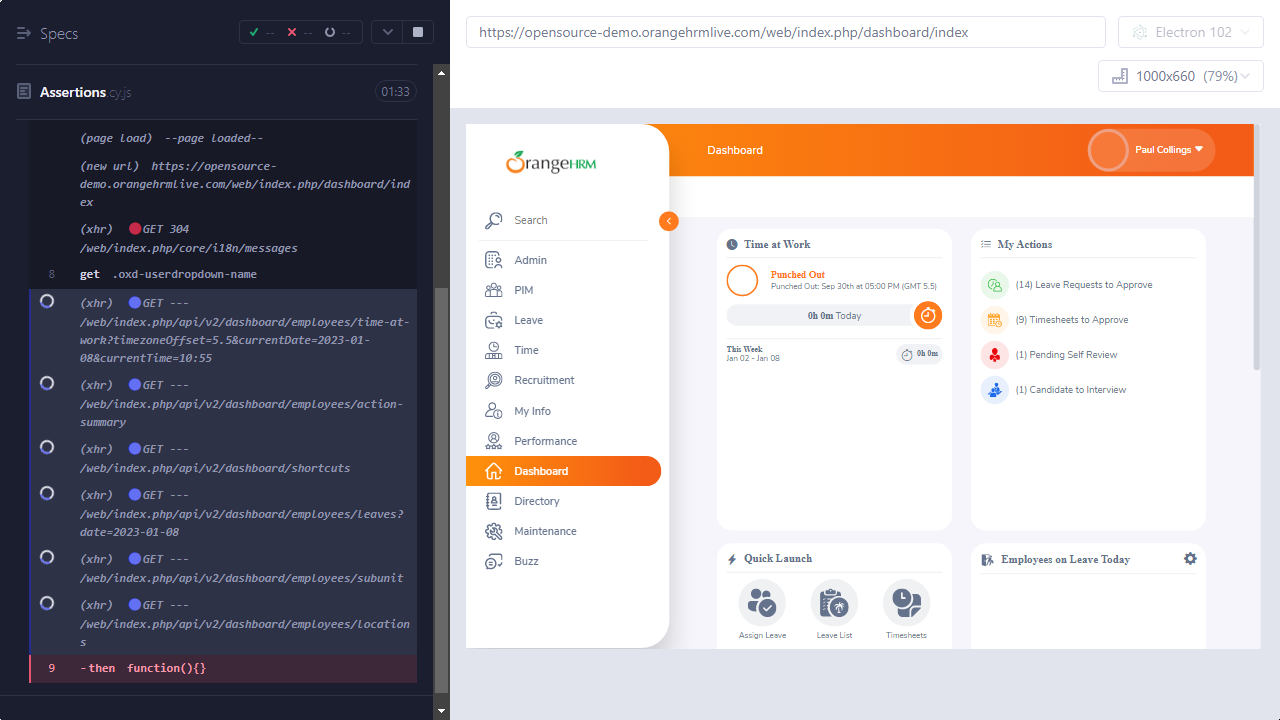 Specs
--
--
--
Assertions.cy.js
01:33
(page load) --page loaded--
(new url) https://opensource-
demo.orangehrmlive.com/web/index.php/dashboard/ind
ex
(xhr) GET 304
/web/index.php/core/i18n/messages
8 get .oxd-userdropdown-name
(xhr) GET ---
/web/index.php/api/v2/dashboard/employees/time-at-
work?timezoneOffset=5.5&currentDate=2023-01-
08&currentTime=10:55
(xhr) GET ---
/web/index.php/api/v2/dashboard/employees/action-
summary
(xhr) GET ---
/web/index.php/api/v2/dashboard/shortcuts
(xhr) GET ---
/web/index.php/api/v2/dashboard/employees/leaves?
date=2023-01-08
(xhr) GET ---
/web/index.php/api/v2/dashboard/employees/subunit
(xhr) GET ---
/web/index.php/api/v2/dashboard/employees/location
s
9 -then function(){}
https://opensource-demo.orangehrmlive.com/web/index.php/dashboard/index
Electron 102
1000x660 (79%)
OrangeHRM
Search
Admin
PIM
Leave
Time
Recruitment
My Info
Performance
Dashboard
Directory
Maintenance
Buzz
Dashboard
Paul Collings
Time at Work
Punched Out
Punched Out: Sep 30th at 05:00 PM (GMT 5.5)
0h 0m Today
This Week
Jan 02 - Jan 08
0h 0m
My Actions
(14) Leave Requests to Approve
(9) Timesheets to Approve
(1) Pending Self Review
(1) Candidate to Interview
Quick Launch
Assign Leave
Leave List
Timesheets
Employees on Leave Today